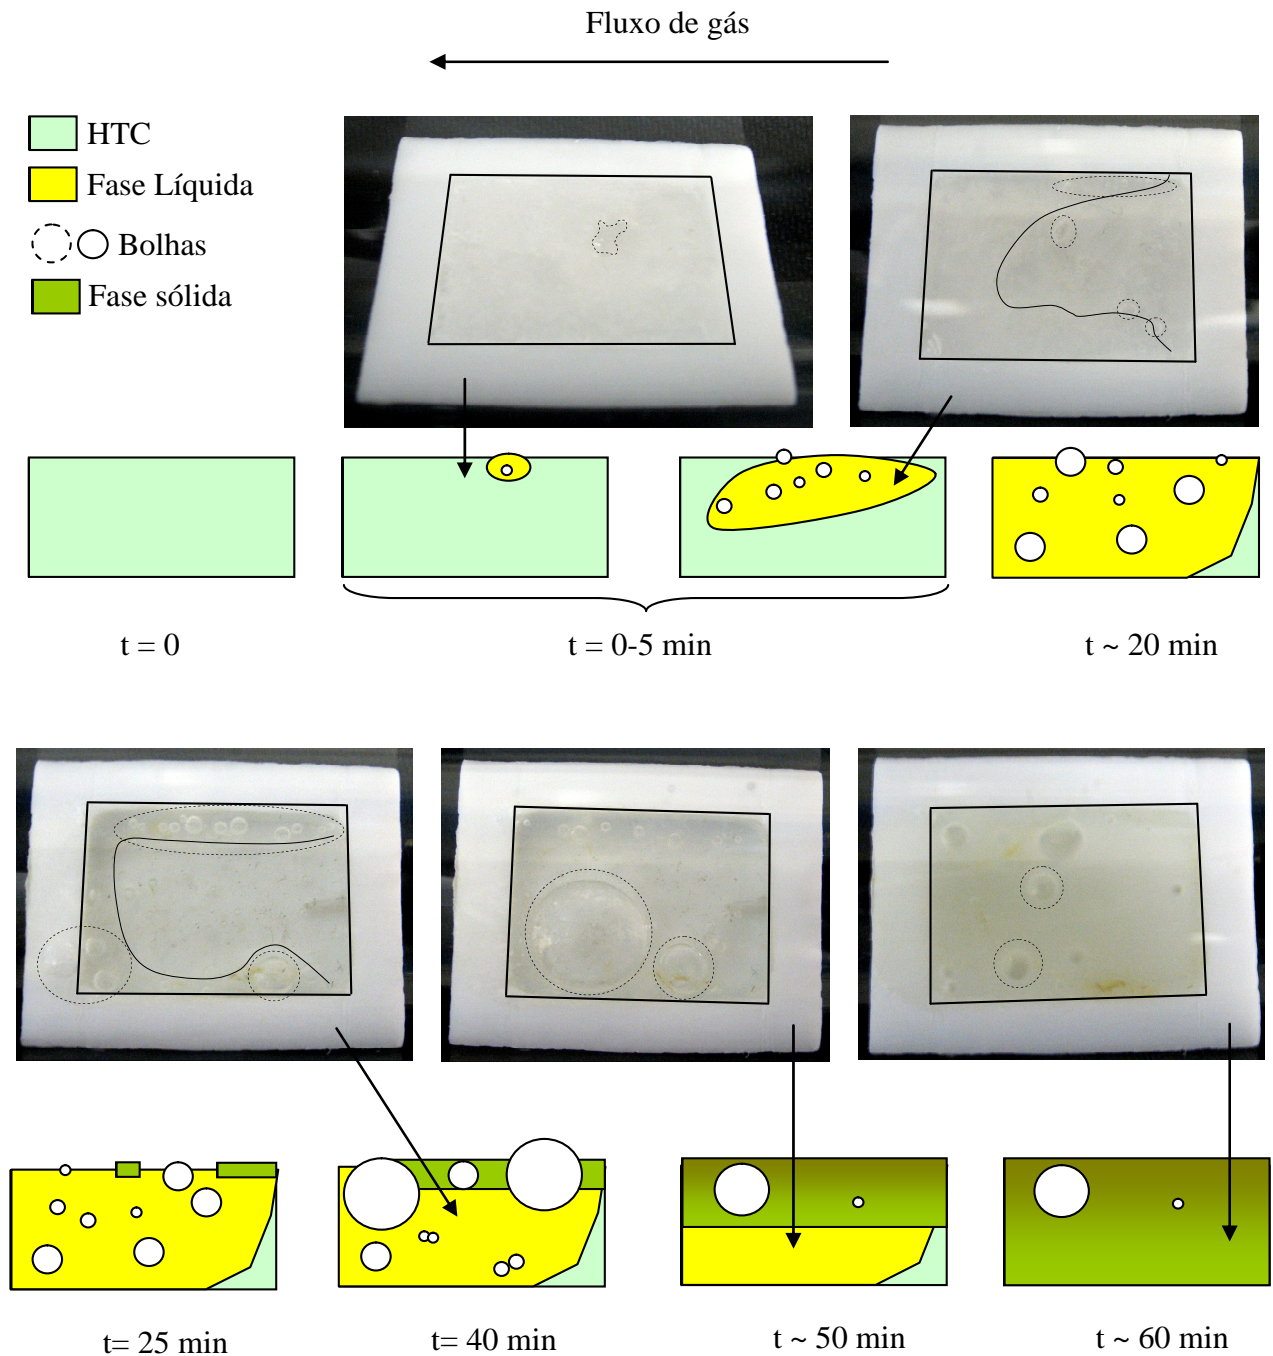 Fluxo de gás
HTC
Fase Líquida
Bolhas
Fase sólida
t = 0
t = 0-5 min
t ~ 20 min
t= 25 min
t= 40 min
t ~ 50 min
t ~ 60 min